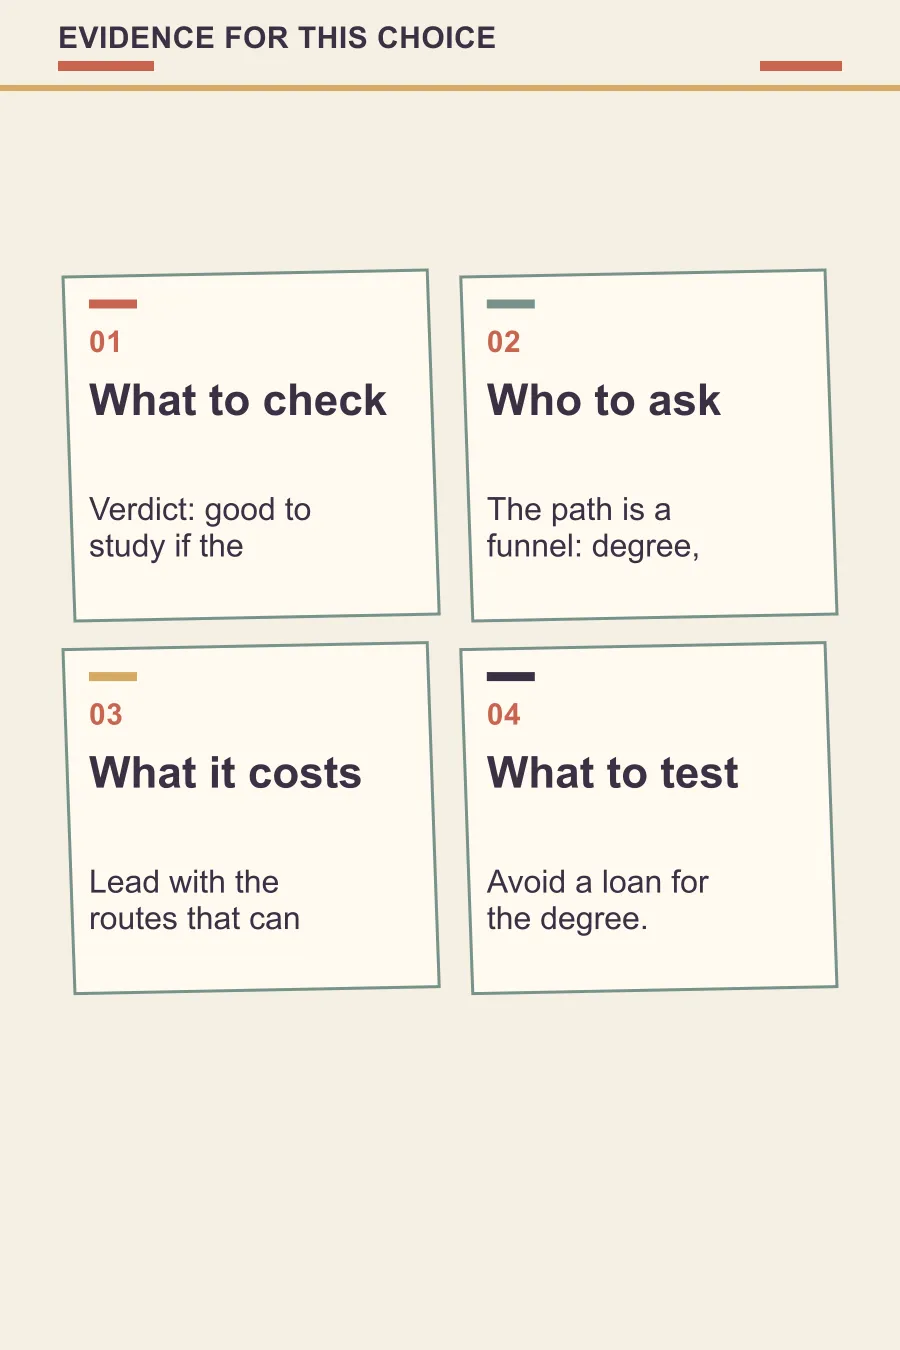 EVIDENCE FOR THIS CHOICE
01
What to check
Verdict: good to
study if the
02
Who to ask
The path is a
funnel: degree,
03
What it costs
Lead with the
routes that can
04
What to test
Avoid a loan for
the degree.